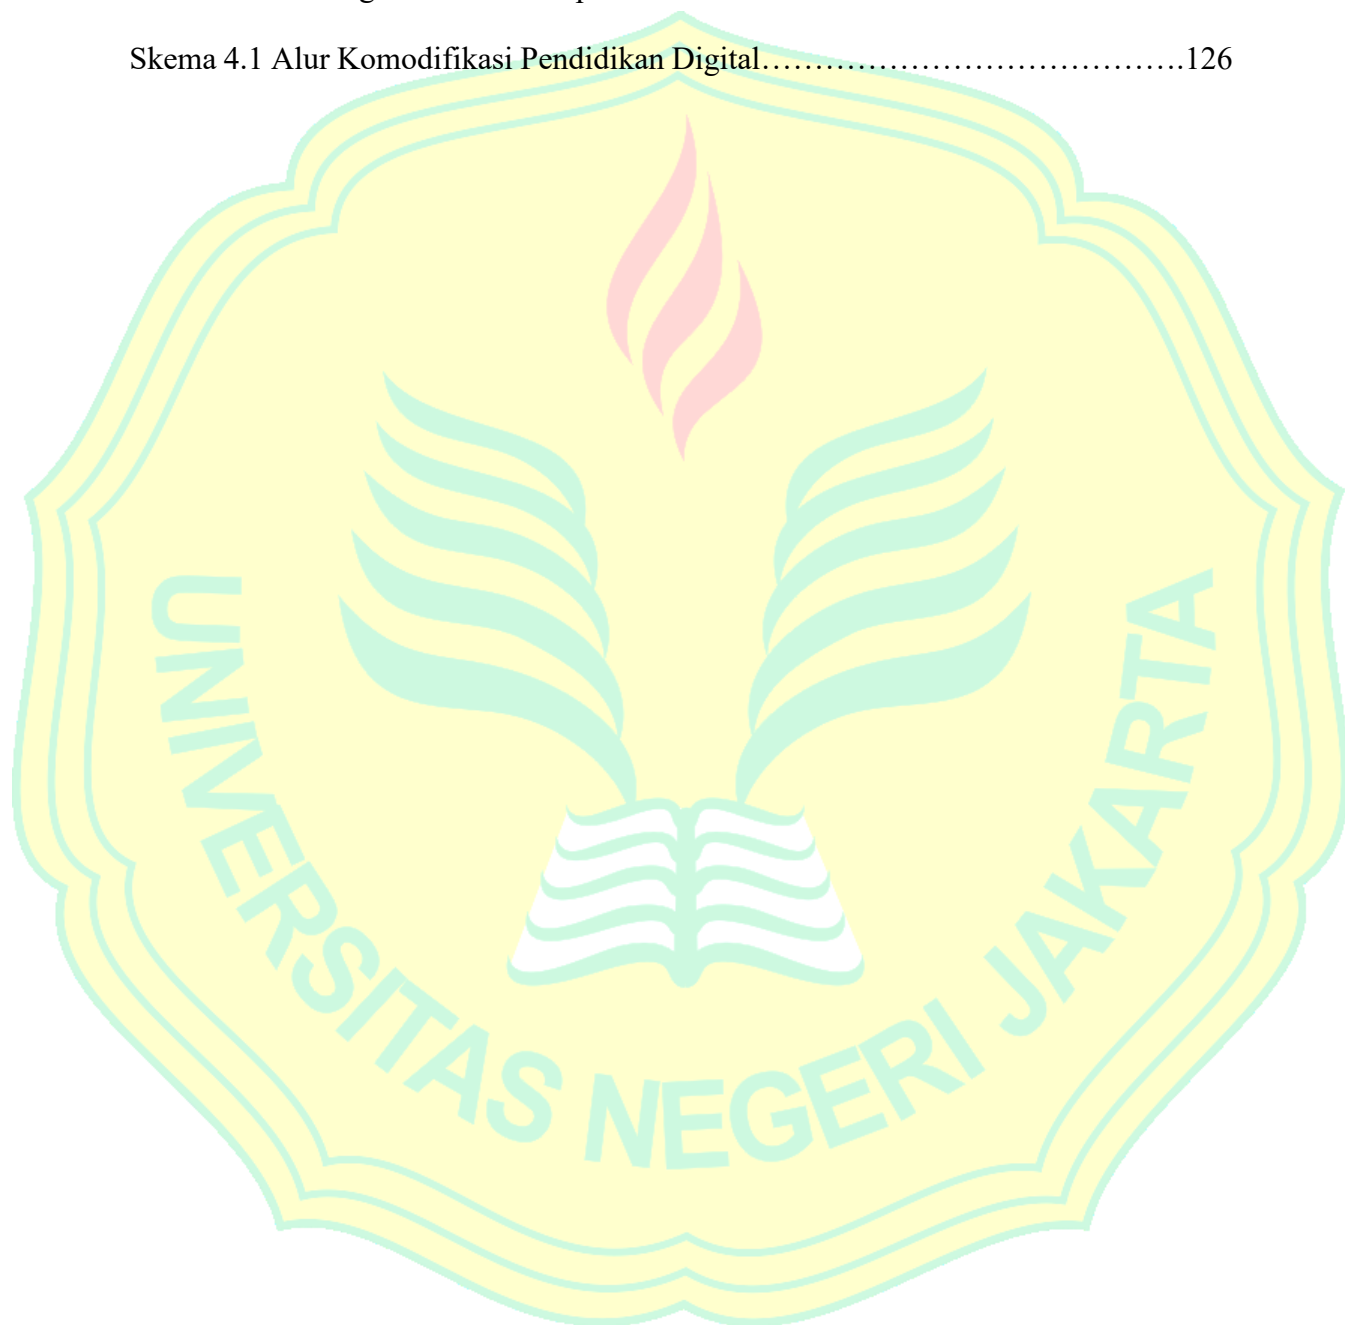 Skema 4.1 Alur Komodifikasi Pendidikan Digital………………………………….126
UNIVERSITAS NEGERI JAKARTA